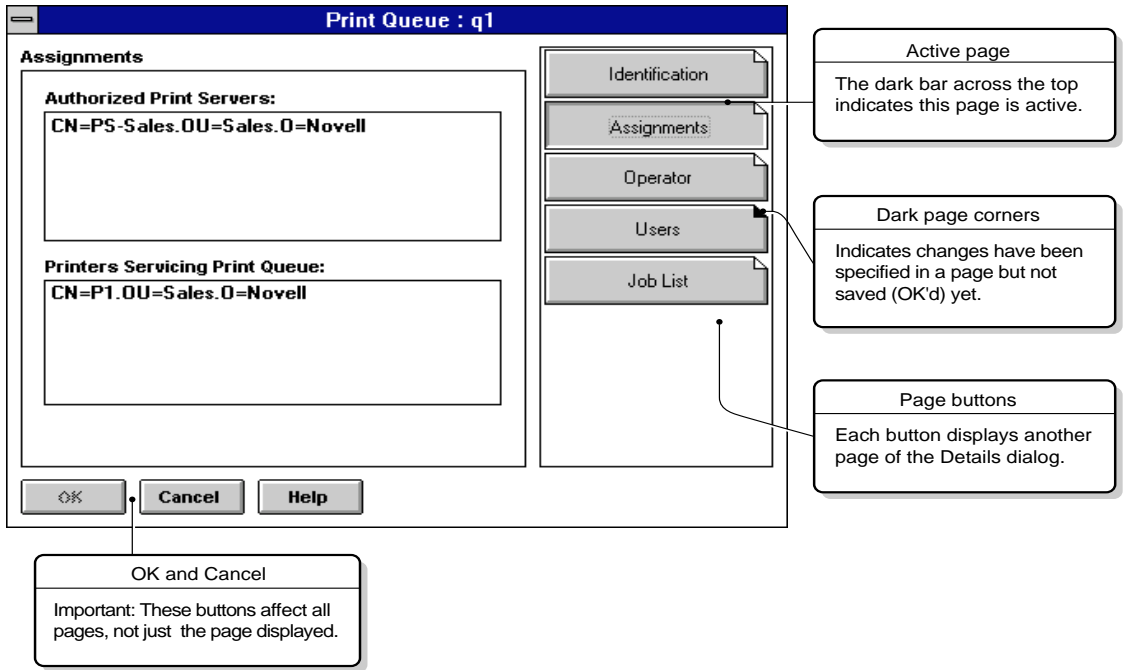 Print Queue : q1
Assignments
Authorized Print Servers:
CN=PS-Sales.OU=Sales.O=Novell
Printers Servicing Print Queue:
CN=P1.OU=Sales.O=Novell
Identification
Assignments
Operator
Users
Job List
OK
Cancel
Help
Active page
The dark bar across the top
indicates this page is active.
Dark page corners
Indicates changes have been
specified in a page but not
saved (OK'd) yet.
Page buttons
Each button displays another
page of the Details dialog.
OK and Cancel
Important: These buttons affect all
pages, not just the page displayed.